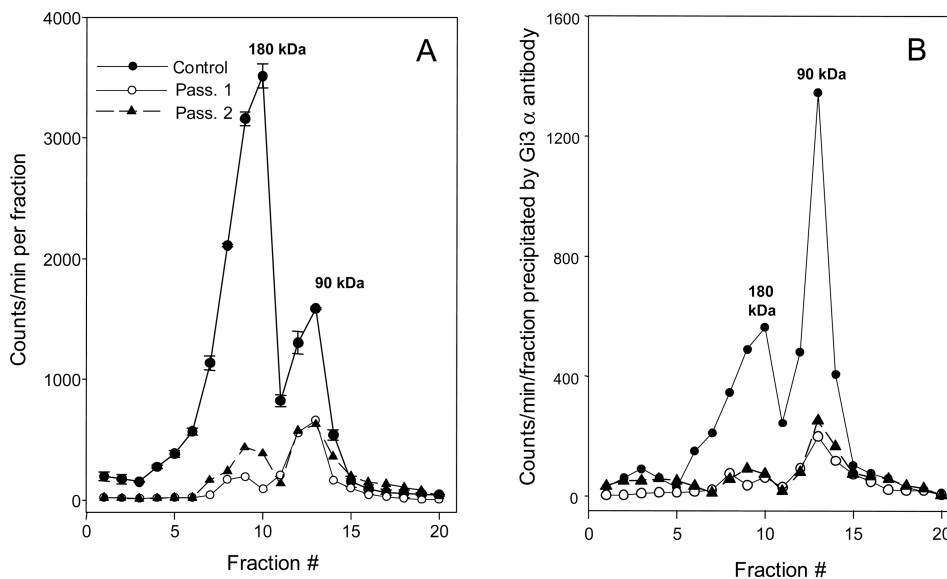 A
180 kDa
Control
Pass. 1
Pass. 2
90 kDa
4000
3000
2000
1000
0
Counts/min per fraction
0 5 10 15 20
Fraction #
B
90 kDa
180
kDa
1600
1200
800
400
0
Counts/min/fraction precipitated by Gi3 α antibody
0 5 10 15 20
Fraction #